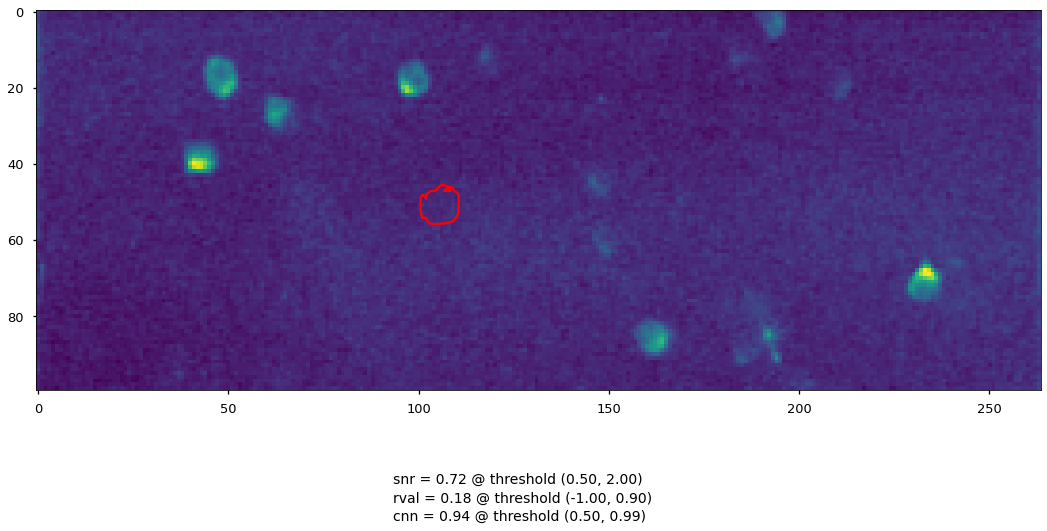 0
20
40
60
80
0 50 100 150 200 250
snr = 0.72 @ threshold (0.50, 2.00)
rval = 0.18 @ threshold (-1.00, 0.90)
cnn = 0.94 @ threshold (0.50, 0.99)